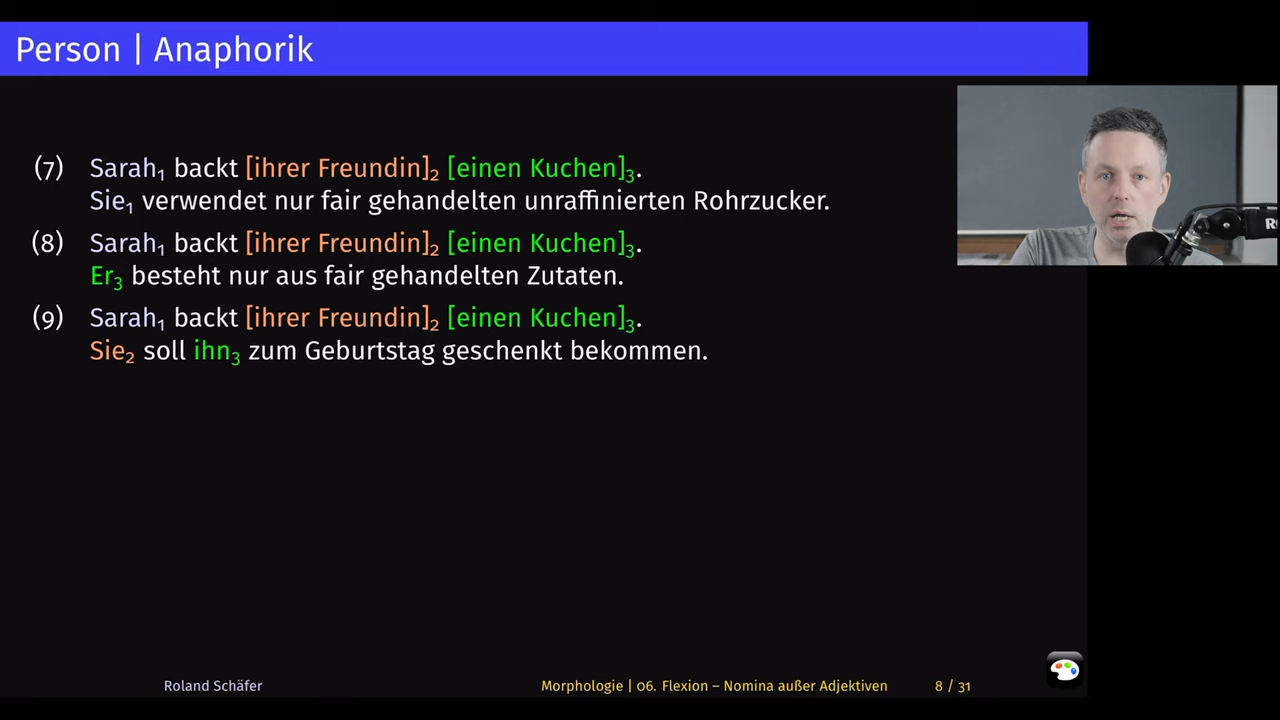 Person | Anaphorik
(7) Sarah₁ backt [ihrer Freundin]₂ [einen Kuchen]₃.
Sie₁ verwendet nur fair gehandelten unraffinierten Rohrzucker.
(8) Sarah₁ backt [ihrer Freundin]₂ [einen Kuchen]₃.
Er₃ besteht nur aus fair gehandelten Zutaten.
(9) Sarah₁ backt [ihrer Freundin]₂ [einen Kuchen]₃.
Sie₂ soll ihn₃ zum Geburtstag geschenkt bekommen.
Roland Schäfer Morphologie | 06. Flexion – Nomina außer Adjektiven 8 / 31